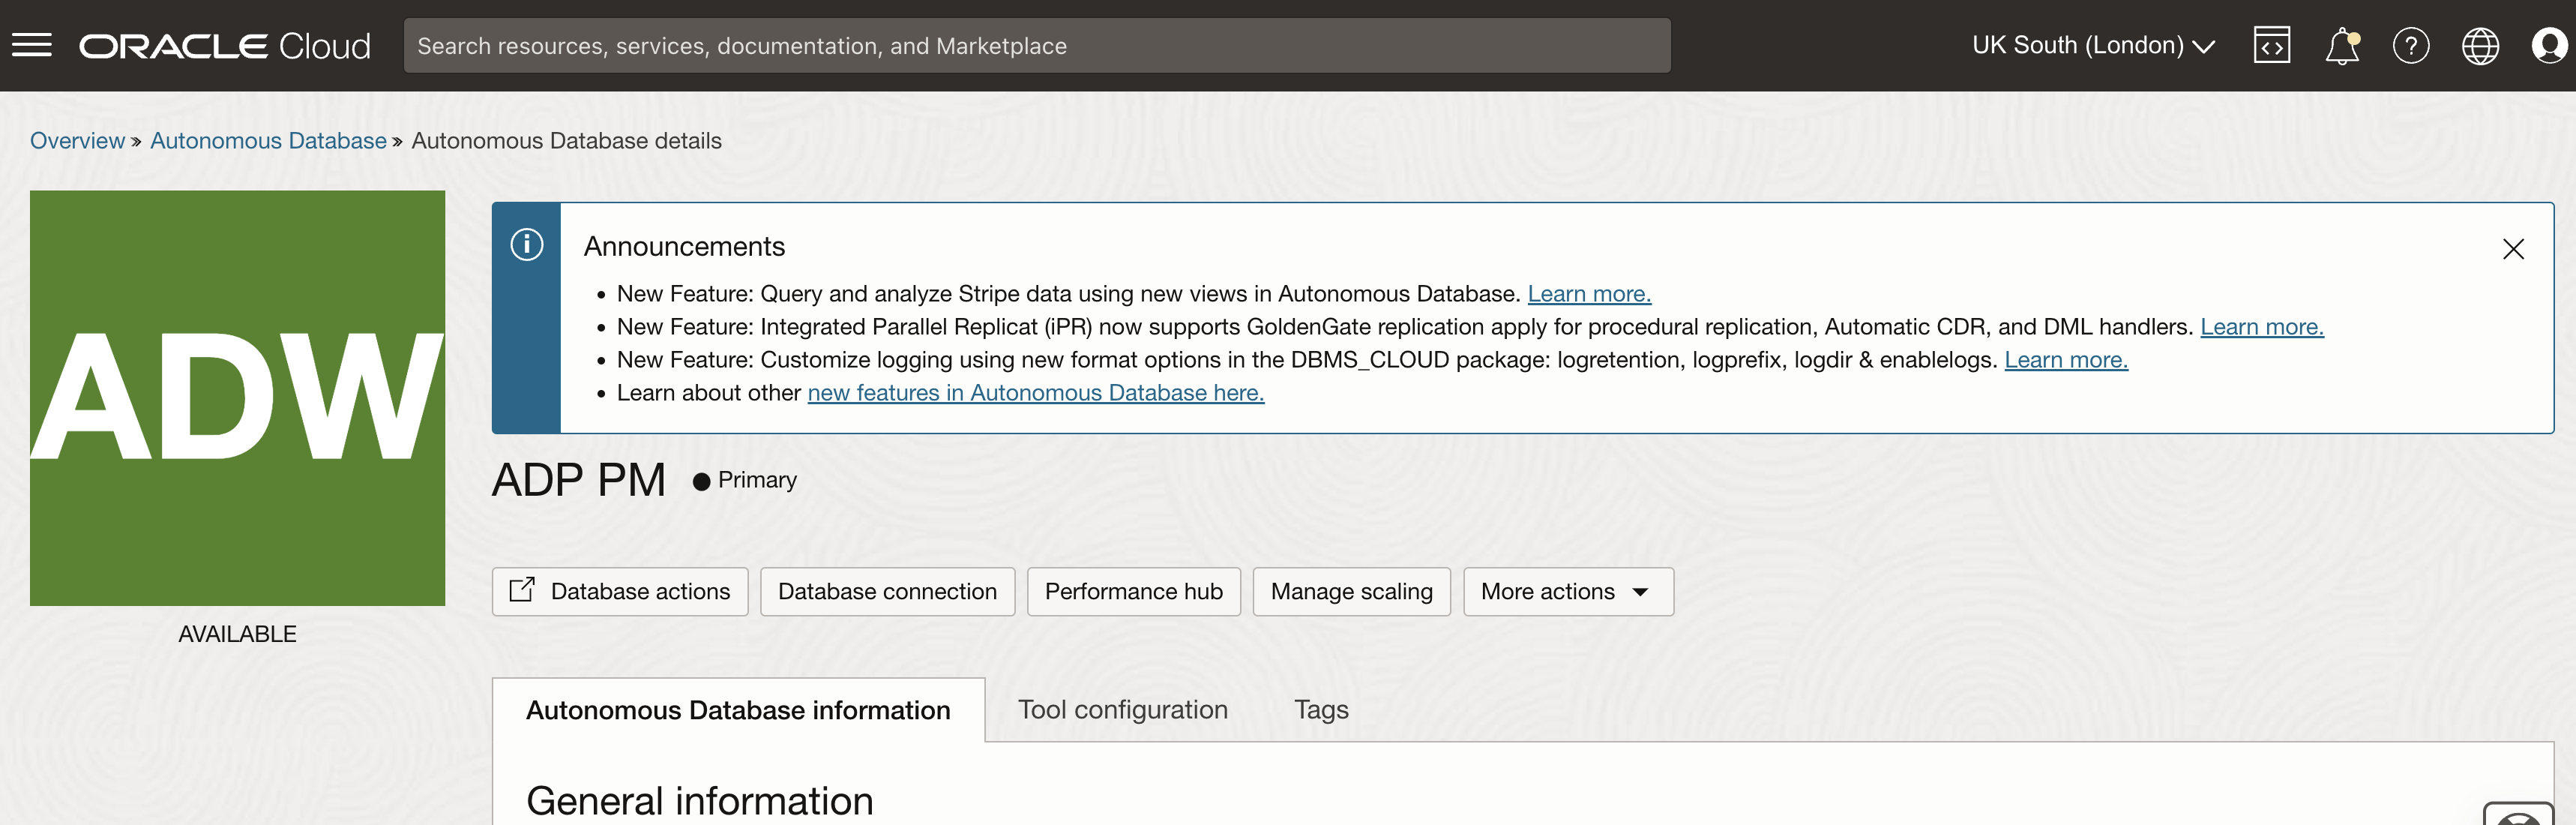 ORACLE Cloud
Search resources, services, documentation, and Marketplace
UK South (London)
Overview » Autonomous Database » Autonomous Database details
ADW
AVAILABLE
Announcements
• New Feature: Query and analyze Stripe data using new views in Autonomous Database. Learn more.
• New Feature: Integrated Parallel Replicat (iPR) now supports GoldenGate replication apply for procedural replication, Automatic CDR, and DML handlers. Learn more.
• New Feature: Customize logging using new format options in the DBMS_CLOUD package: logretention, logprefix, logdir & enablelogs. Learn more.
• Learn about other new features in Autonomous Database here.
ADP PM ● Primary
Database actions
Database connection
Performance hub
Manage scaling
More actions
Autonomous Database information
Tool configuration
Tags
General information